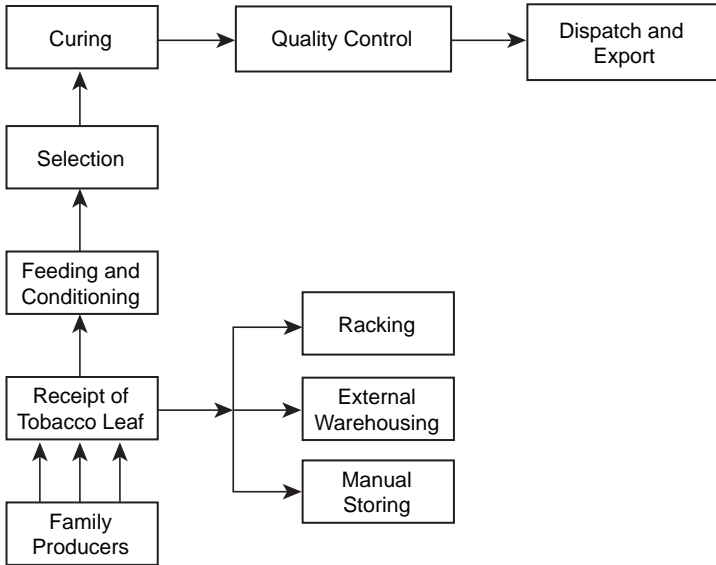 Curing
Quality Control
Dispatch and
Export
Selection
Feeding and
Conditioning
Racking
Receipt of
Tobacco Leaf
External
Warehousing
Manual
Storing
Family
Producers